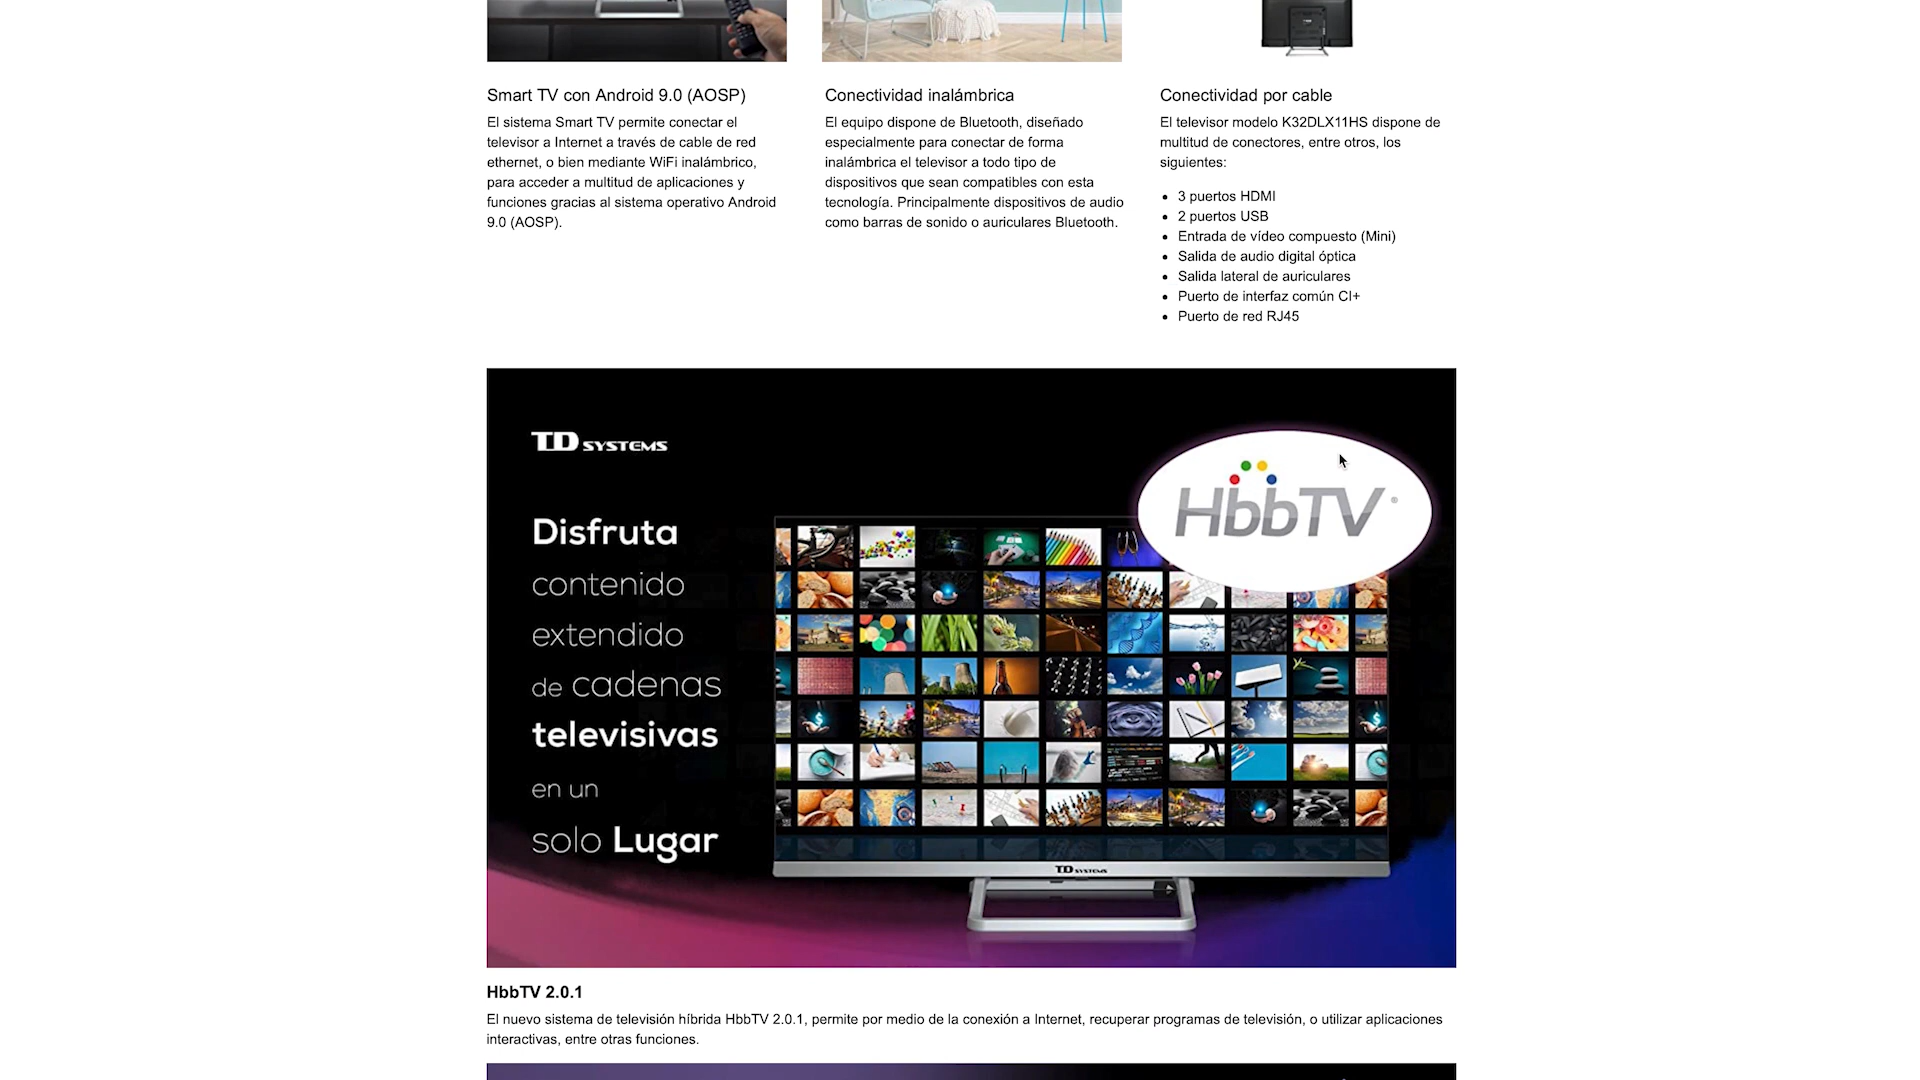 Smart TV con Android 9.0 (AOSP)
El sistema Smart TV permite conectar el
televisor a Internet a través de cable de red
ethernet, o bien mediante WiFi inalámbrico,
para acceder a multitud de aplicaciones y
funciones gracias al sistema operativo Android
9.0 (AOSP).
Conectividad inalámbrica
El equipo dispone de Bluetooth, diseñado
especialmente para conectar de forma
inalámbrica el televisor a todo tipo de
dispositivos que sean compatibles con esta
tecnología. Principalmente dispositivos de audio
como barras de sonido o auriculares Bluetooth.
Conectividad por cable
El televisor modelo K32DLX11HS dispone de
multitud de conectores, entre otros, los
siguientes:
• 3 puertos HDMI
• 2 puertos USB
• Entrada de vídeo compuesto (Mini)
• Salida de audio digital óptica
• Salida lateral de auriculares
• Puerto de interfaz común CI+
• Puerto de red RJ45
TD SYSTEMS
HbbTV®
Disfruta
contenido
extendido
de cadenas
televisivas
en un
solo Lugar
TD SYSTEMS
HbbTV 2.0.1
El nuevo sistema de televisión híbrida HbbTV 2.0.1, permite por medio de la conexión a Internet, recuperar programas de televisión, o utilizar aplicaciones
interactivas, entre otras funciones.